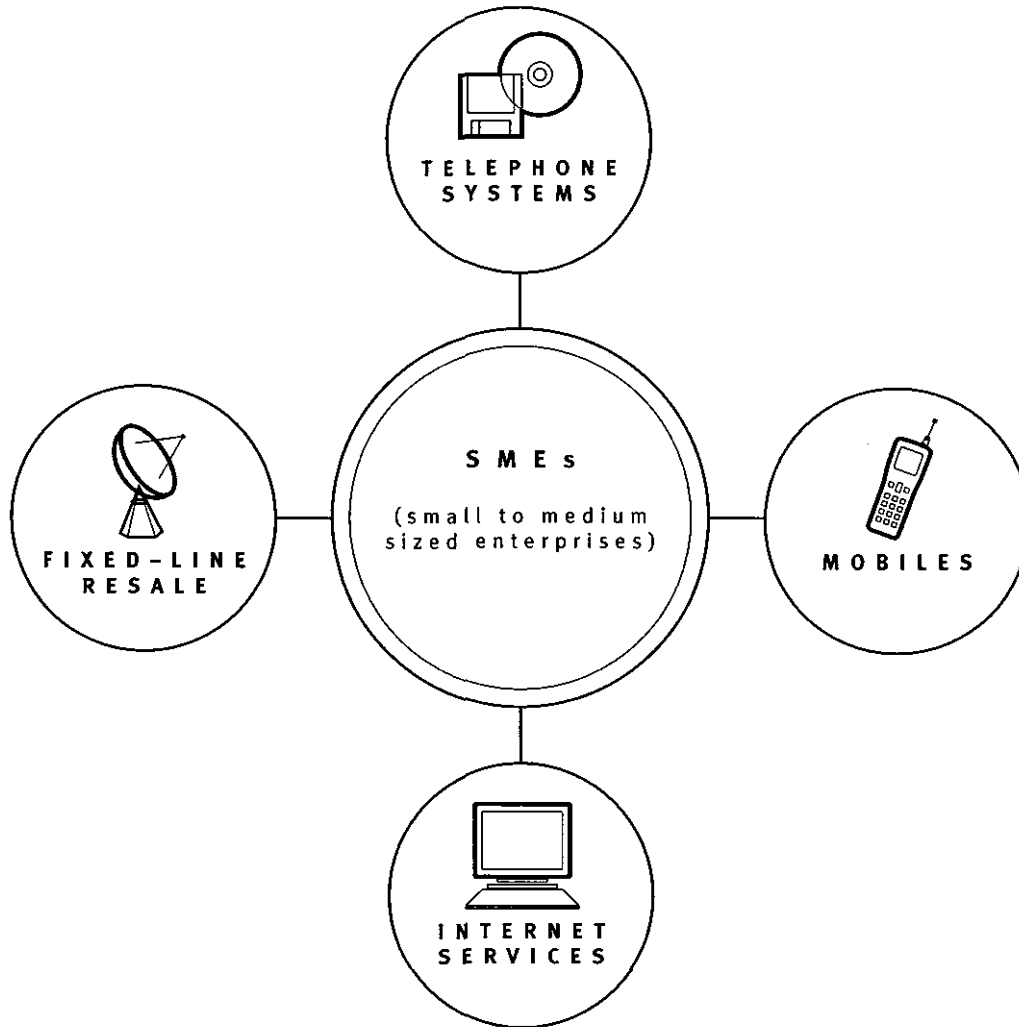 TELEPHONE
SYSTEMS
SMEs
(small to medium
sized enterprises)
FIXED-LINE
RESALE
MOBILES
INTERNET
SERVICES